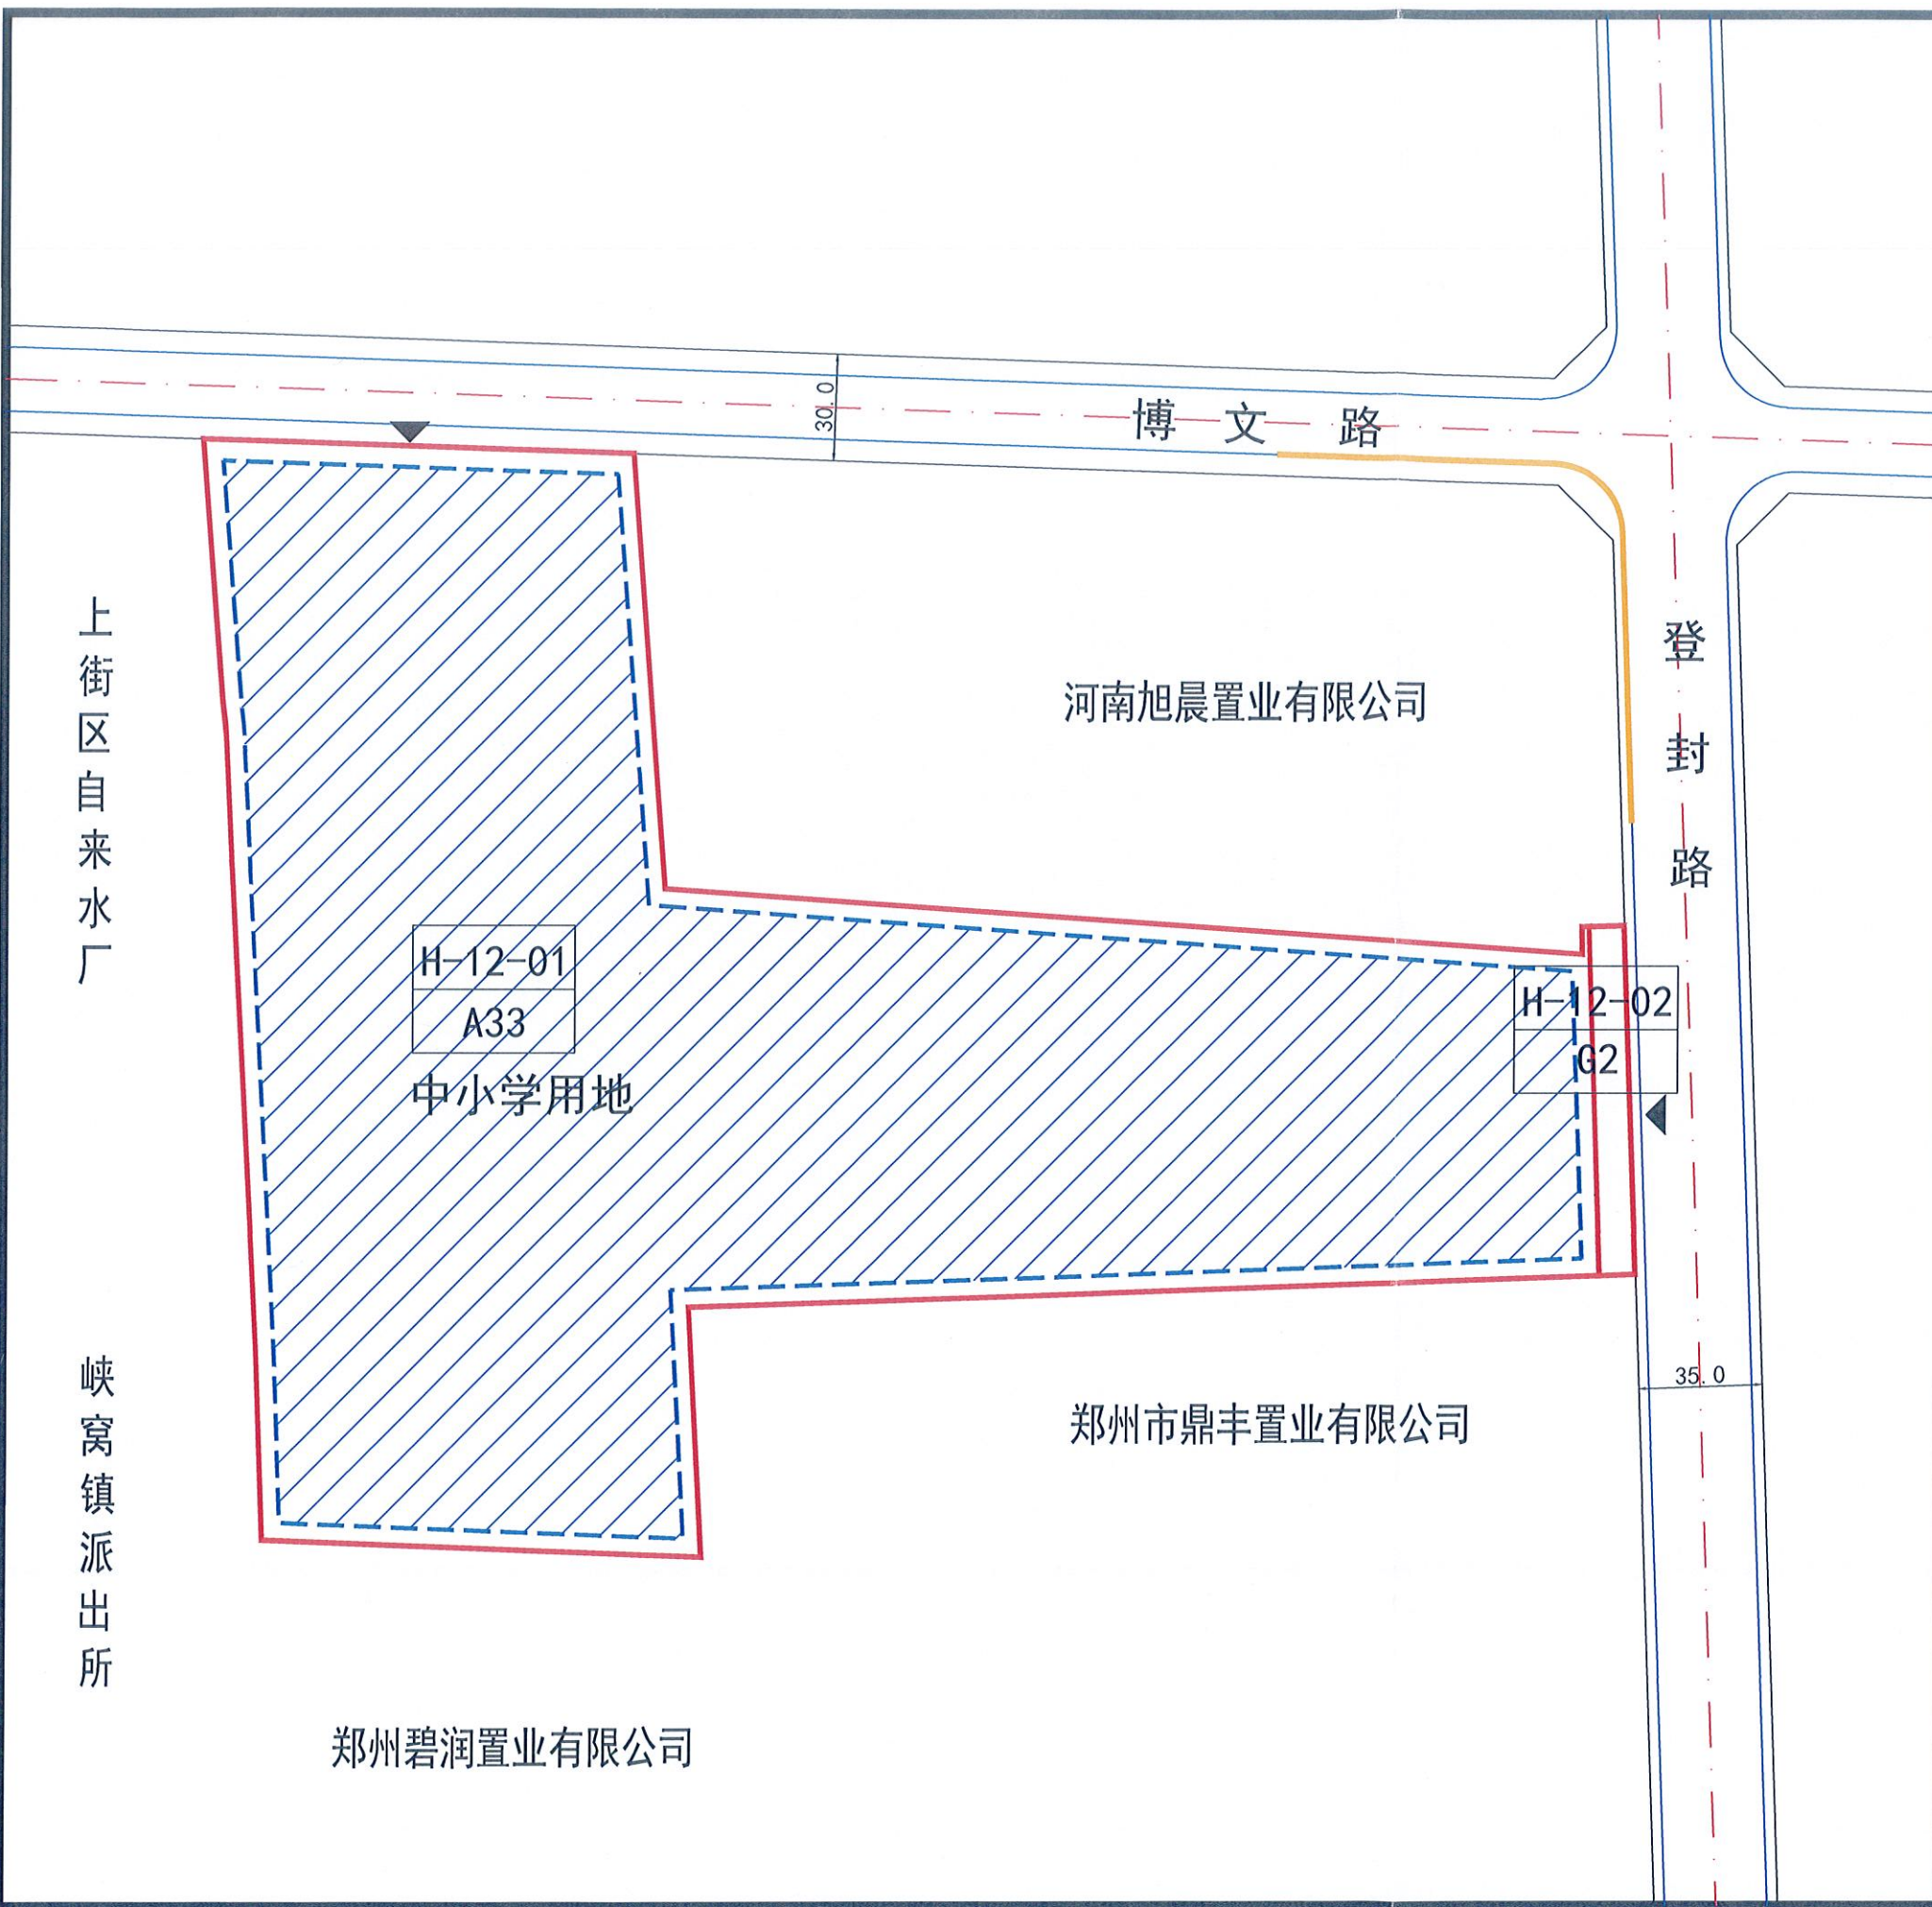 30.0
博文路
上街区自来水厂
登封路
河南旭晨置业有限公司
H-12-01
A33
中小学用地
H-12-02
G2
35.0
峡窝镇派出所
郑州市鼎丰置业有限公司
郑州碧润置业有限公司